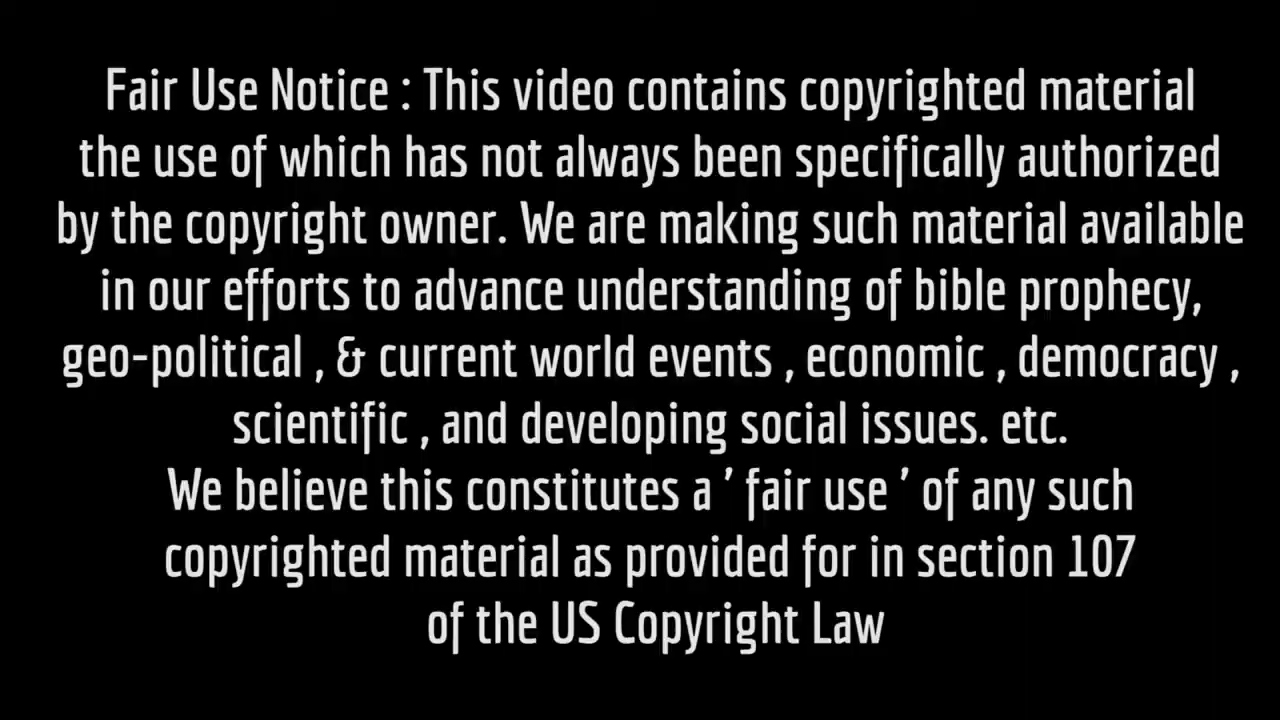 Fair Use Notice : This video contains copyrighted material
the use of which has not always been specifically authorized
by the copyright owner. We are making such material available
in our efforts to advance understanding of bible prophecy,
geo-political , & current world events , economic , democracy ,
scientific , and developing social issues. etc.
We believe this constitutes a ' fair use ' of any such
copyrighted material as provided for in section 107
of the US Copyright Law